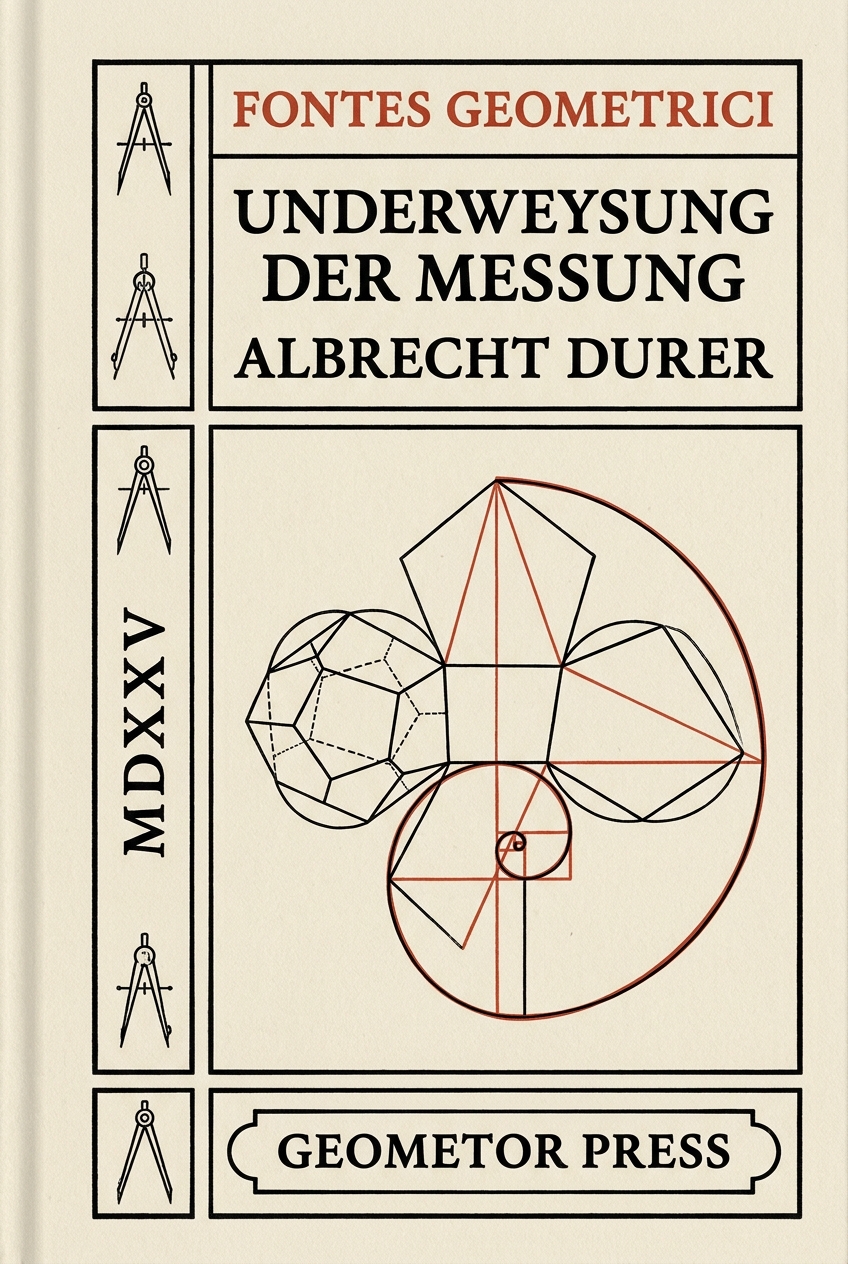 FONTES GEOMETRICI
UNDERWEYSUNG
DER MESSUNG
ALBRECHT DURER
MDXXV
GEOMETOR PRESS